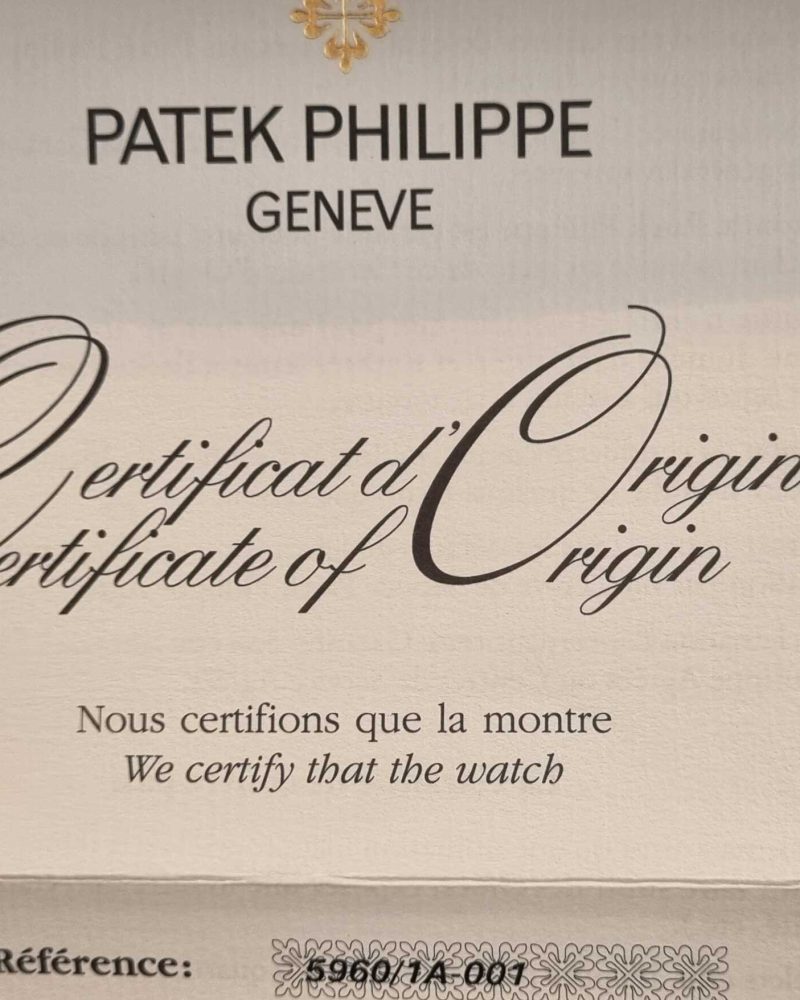 PATEK PHILIPPE
GENEVE
Certificat d'Origin
Certificate of Origin
Nous certifions que la montre
We certify that the watch
Référence: 5960/1A-001